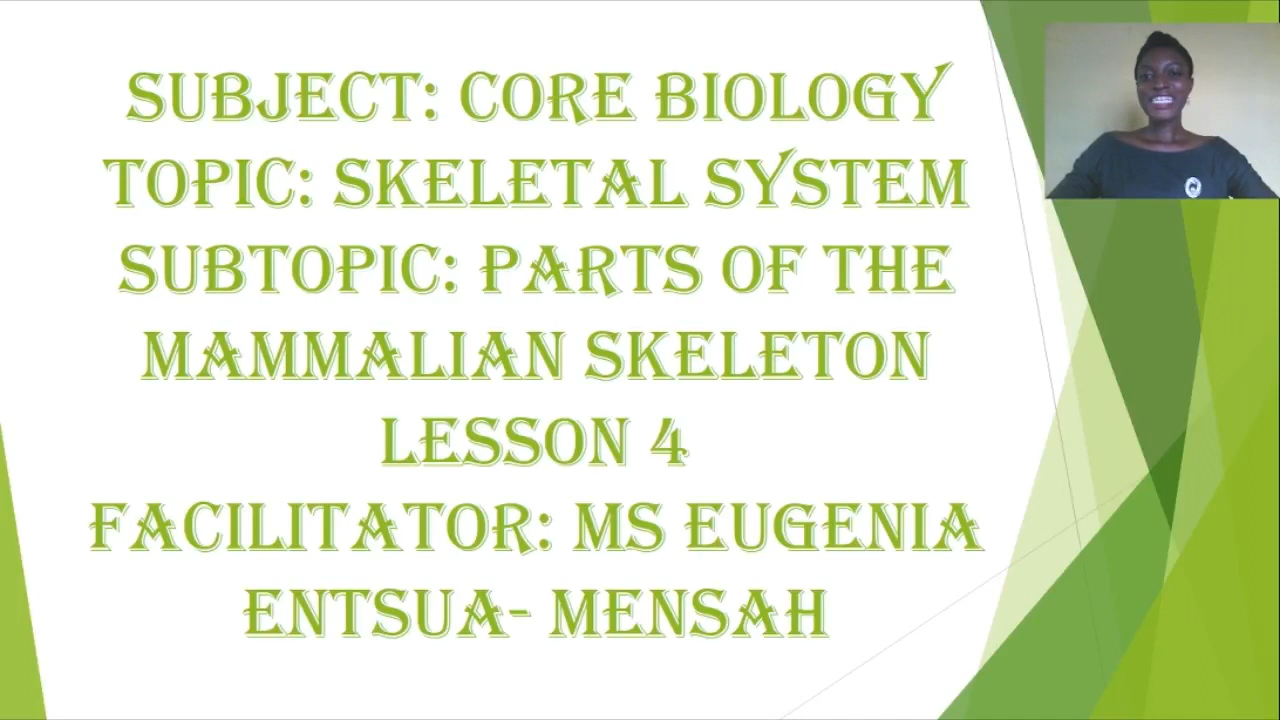 SUBJECT: CORE BIOLOGY
TOPIC: SKELETAL SYSTEM
SUBTOPIC: PARTS OF THE
MAMMALIAN SKELETON
LESSON 4
FACILITATOR: MS EUGENIA
ENTSUA- MENSAH